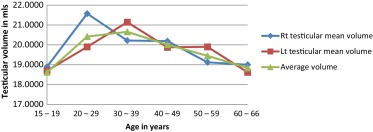 22.0000
21.0000
20.0000
19.0000
18.0000
17.0000
Testicular volume in mls
15 – 19 20 – 29 30 – 39 40 – 49 50 – 59 60 – 66
Age in years
Rt testicular mean volume
Lt testicular mean volume
Average volume